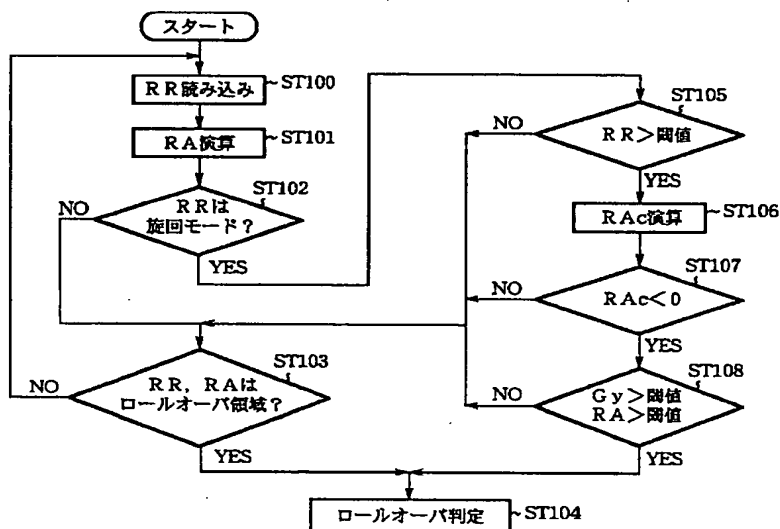 スタート
RR読み込み
ST100
RA演算
ST101
RRは
旋回モード?
ST102
NO
YES
RR,RAは
ロールオーバ領域?
ST103
NO
YES
RR>閾値
ST105
NO
YES
RAc演算
ST106
RAc<0
ST107
NO
YES
Gy>閾値
RA>閾値
ST108
NO
YES
ロールオーバ判定
ST104